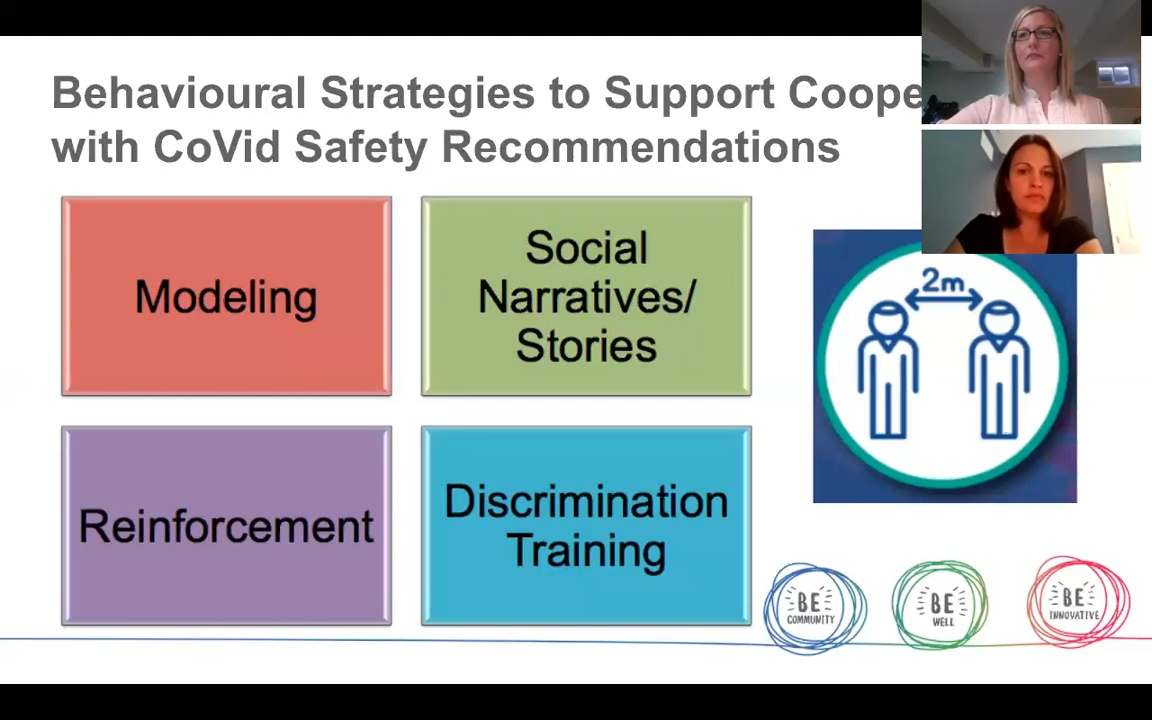 Behavioural Strategies to Support Coope
with CoVid Safety Recommendations
Modeling
Social
Narratives/
Stories
2m
Reinforcement
Discrimination
Training
BE
COMMUNITY
BE
WELL
BE
INNOVATIVE